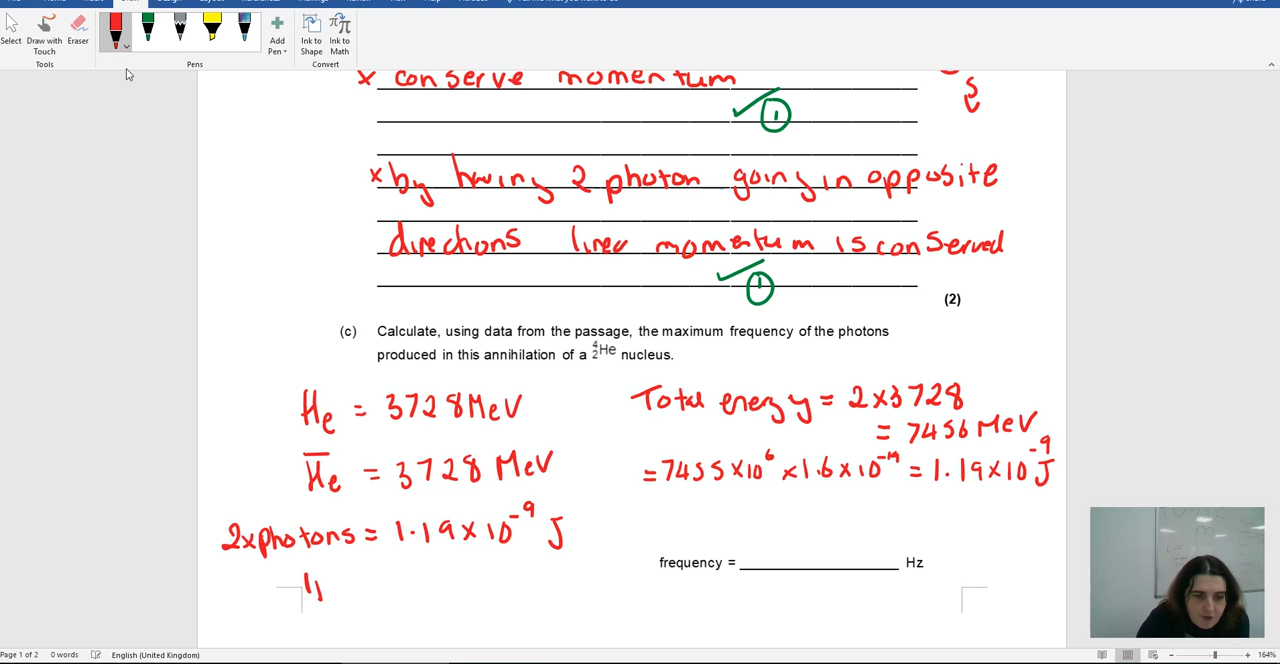 Select
Draw with Touch
Eraser
Add Pen
Ink to Shape
Ink to Math
Tools
Pens
Convert
x conserve momentum
1
x by having 2 photon going in opposite
directions linear momentum is conserved
1
(2)
(c) Calculate, using data from the passage, the maximum frequency of the photons
produced in this annihilation of a ⁴₂He nucleus.
He = 3728 MeV
Total energy = 2 x 3728
= 7456 MeV
H̅e̅ = 3728 MeV
= 7455 x 10⁶ x 1.6 x 10⁻¹⁹ = 1.19 x 10⁻⁹ J
2 x photons = 1.19 x 10⁻⁹ J
frequency = ____________ Hz
Page 1 of 2 0 words English (United Kingdom) 164%